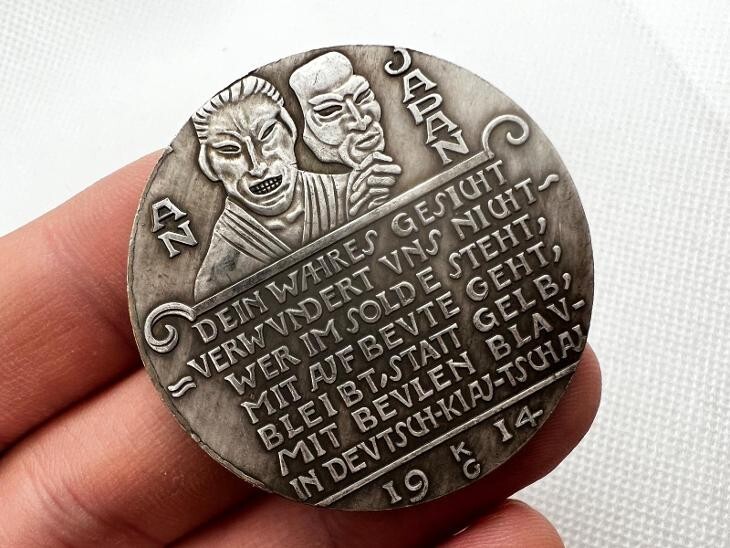 AN JAPAN
DEIN WAHRES GESICHT
VERWVNDERT VNS NICHT~
WER IM SOLDE STEHT,
MIT AUF BEVTE GEHT,
BLEIBT, STATT GELB,
MIT BEVLEN BLAV-
IN DEVTSCH-KIAV-TSCHAV
19 KG 14